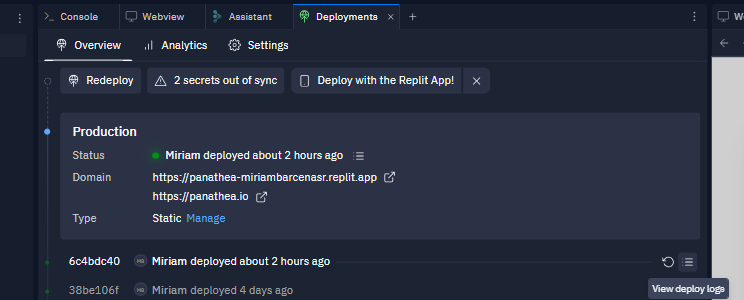 Console Webview Assistant Deployments We
Overview Analytics Settings
Redeploy 2 secrets out of sync Deploy with the Replit App!
Production
Status Miriam deployed about 2 hours ago
Domain https://panathea-miriambarcenasr.replit.app
https://panathea.io
Type Static Manage
6c4bdc40 MB Miriam deployed about 2 hours ago
38be106f MB Miriam deployed 4 days ago
View deploy logs